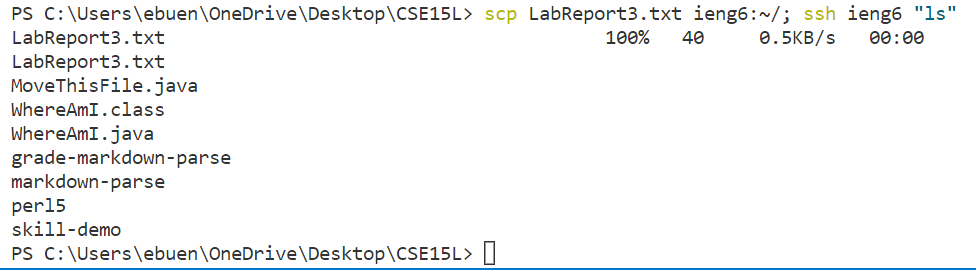 PS C:\Users\ebuen\OneDrive\Desktop\CSE15L> scp LabReport3.txt ieng6:~/; ssh ieng6 "ls"
LabReport3.txt 100% 40 0.5KB/s 00:00
LabReport3.txt
MoveThisFile.java
WhereAmI.class
WhereAmI.java
grade-markdown-parse
markdown-parse
perl5
skill-demo
PS C:\Users\ebuen\OneDrive\Desktop\CSE15L>